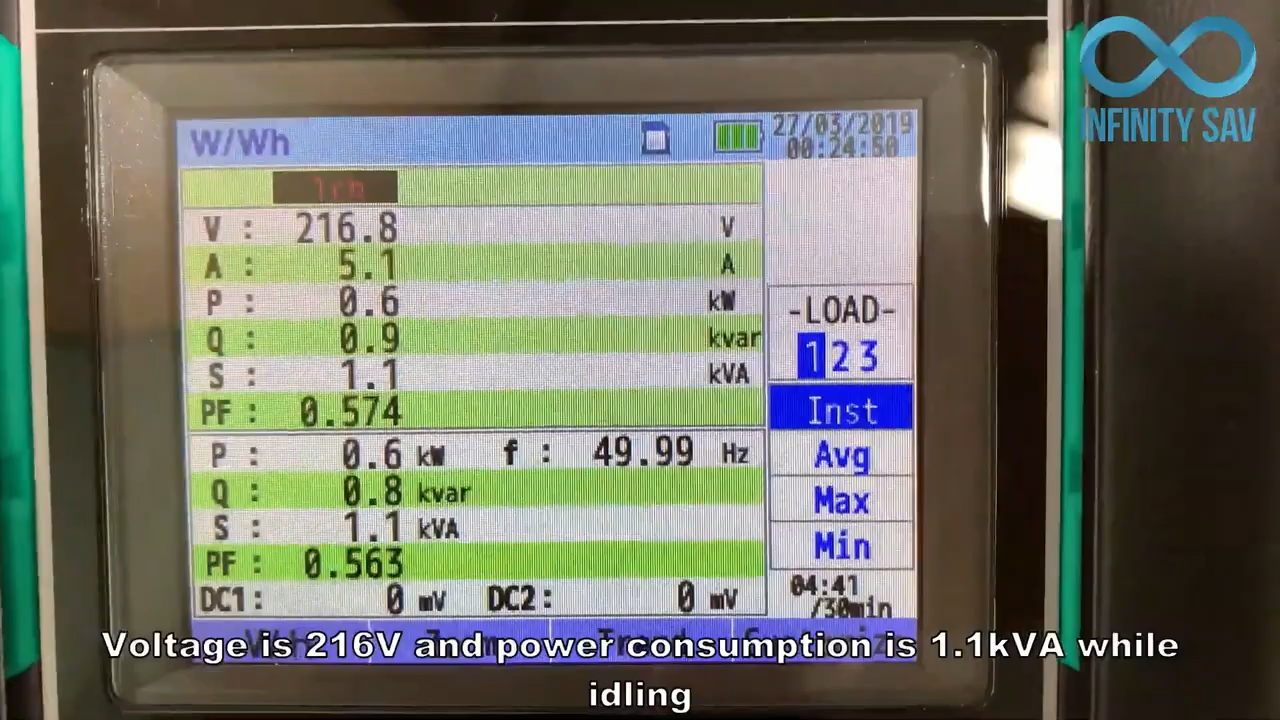 INFINITY SAV
W/Wh
27/03/2019
00:24:50
V : 216.8 V
A : 5.1 A
P : 0.6 kW
Q : 0.9 kvar
S : 1.1 kVA
PF : 0.574
-LOAD-
123
Inst
Avg
Max
Min
P : 0.6 kW f : 49.99 Hz
Q : 0.8 kvar
S : 1.1 kVA
PF : 0.563
DC1: 0 mV DC2: 0 mV
04:41
/30min
Voltage is 216V and power consumption is 1.1kVA while
idling